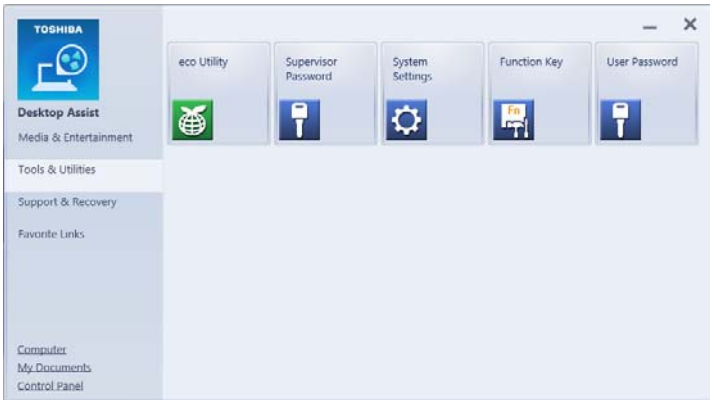 TOSHIBA
Desktop Assist
Media & Entertainment
Tools & Utilities
Support & Recovery
Favorite Links
Computer
My Documents
Control Panel
eco Utility
Supervisor
Password
System
Settings
Function Key
Fn
User Password